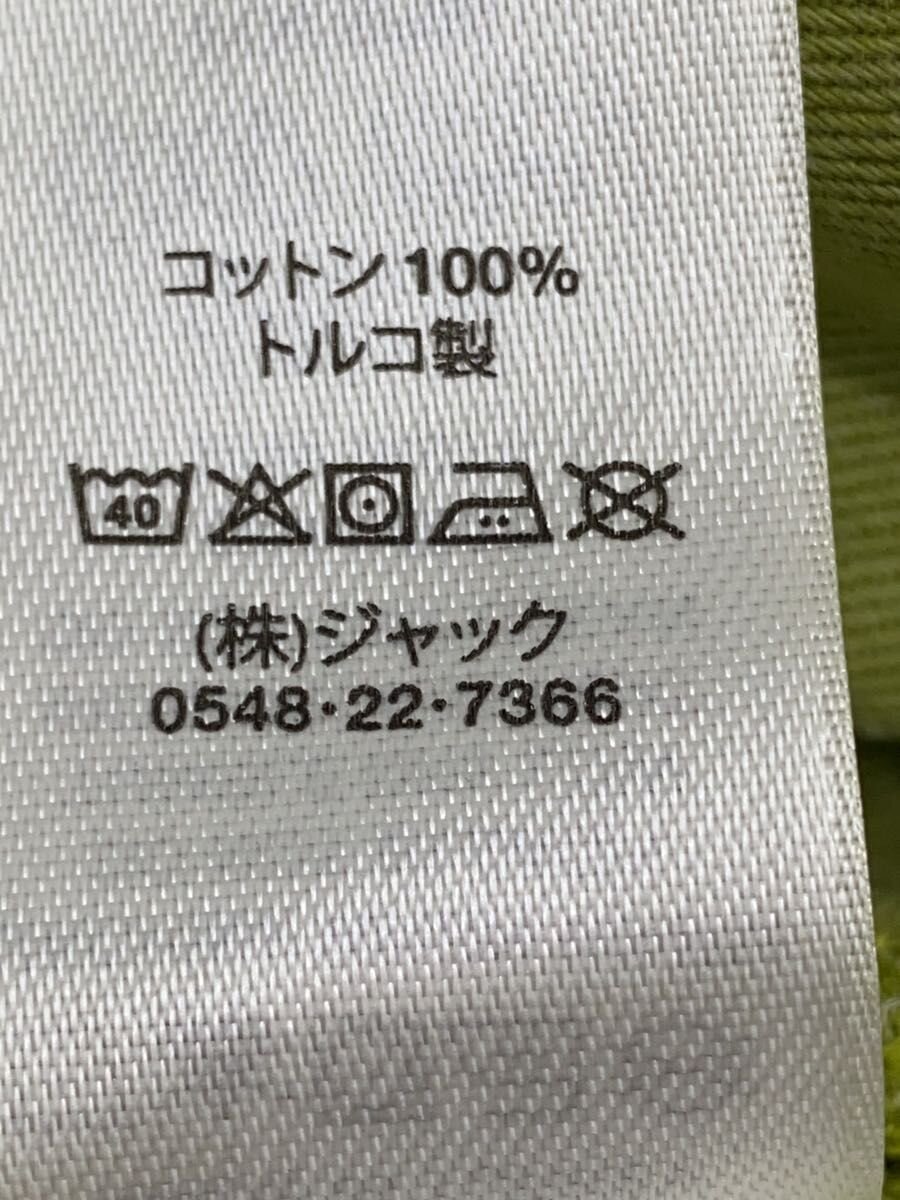 コットン100%
トルコ製
40
(株)ジャック
0548・22・7366